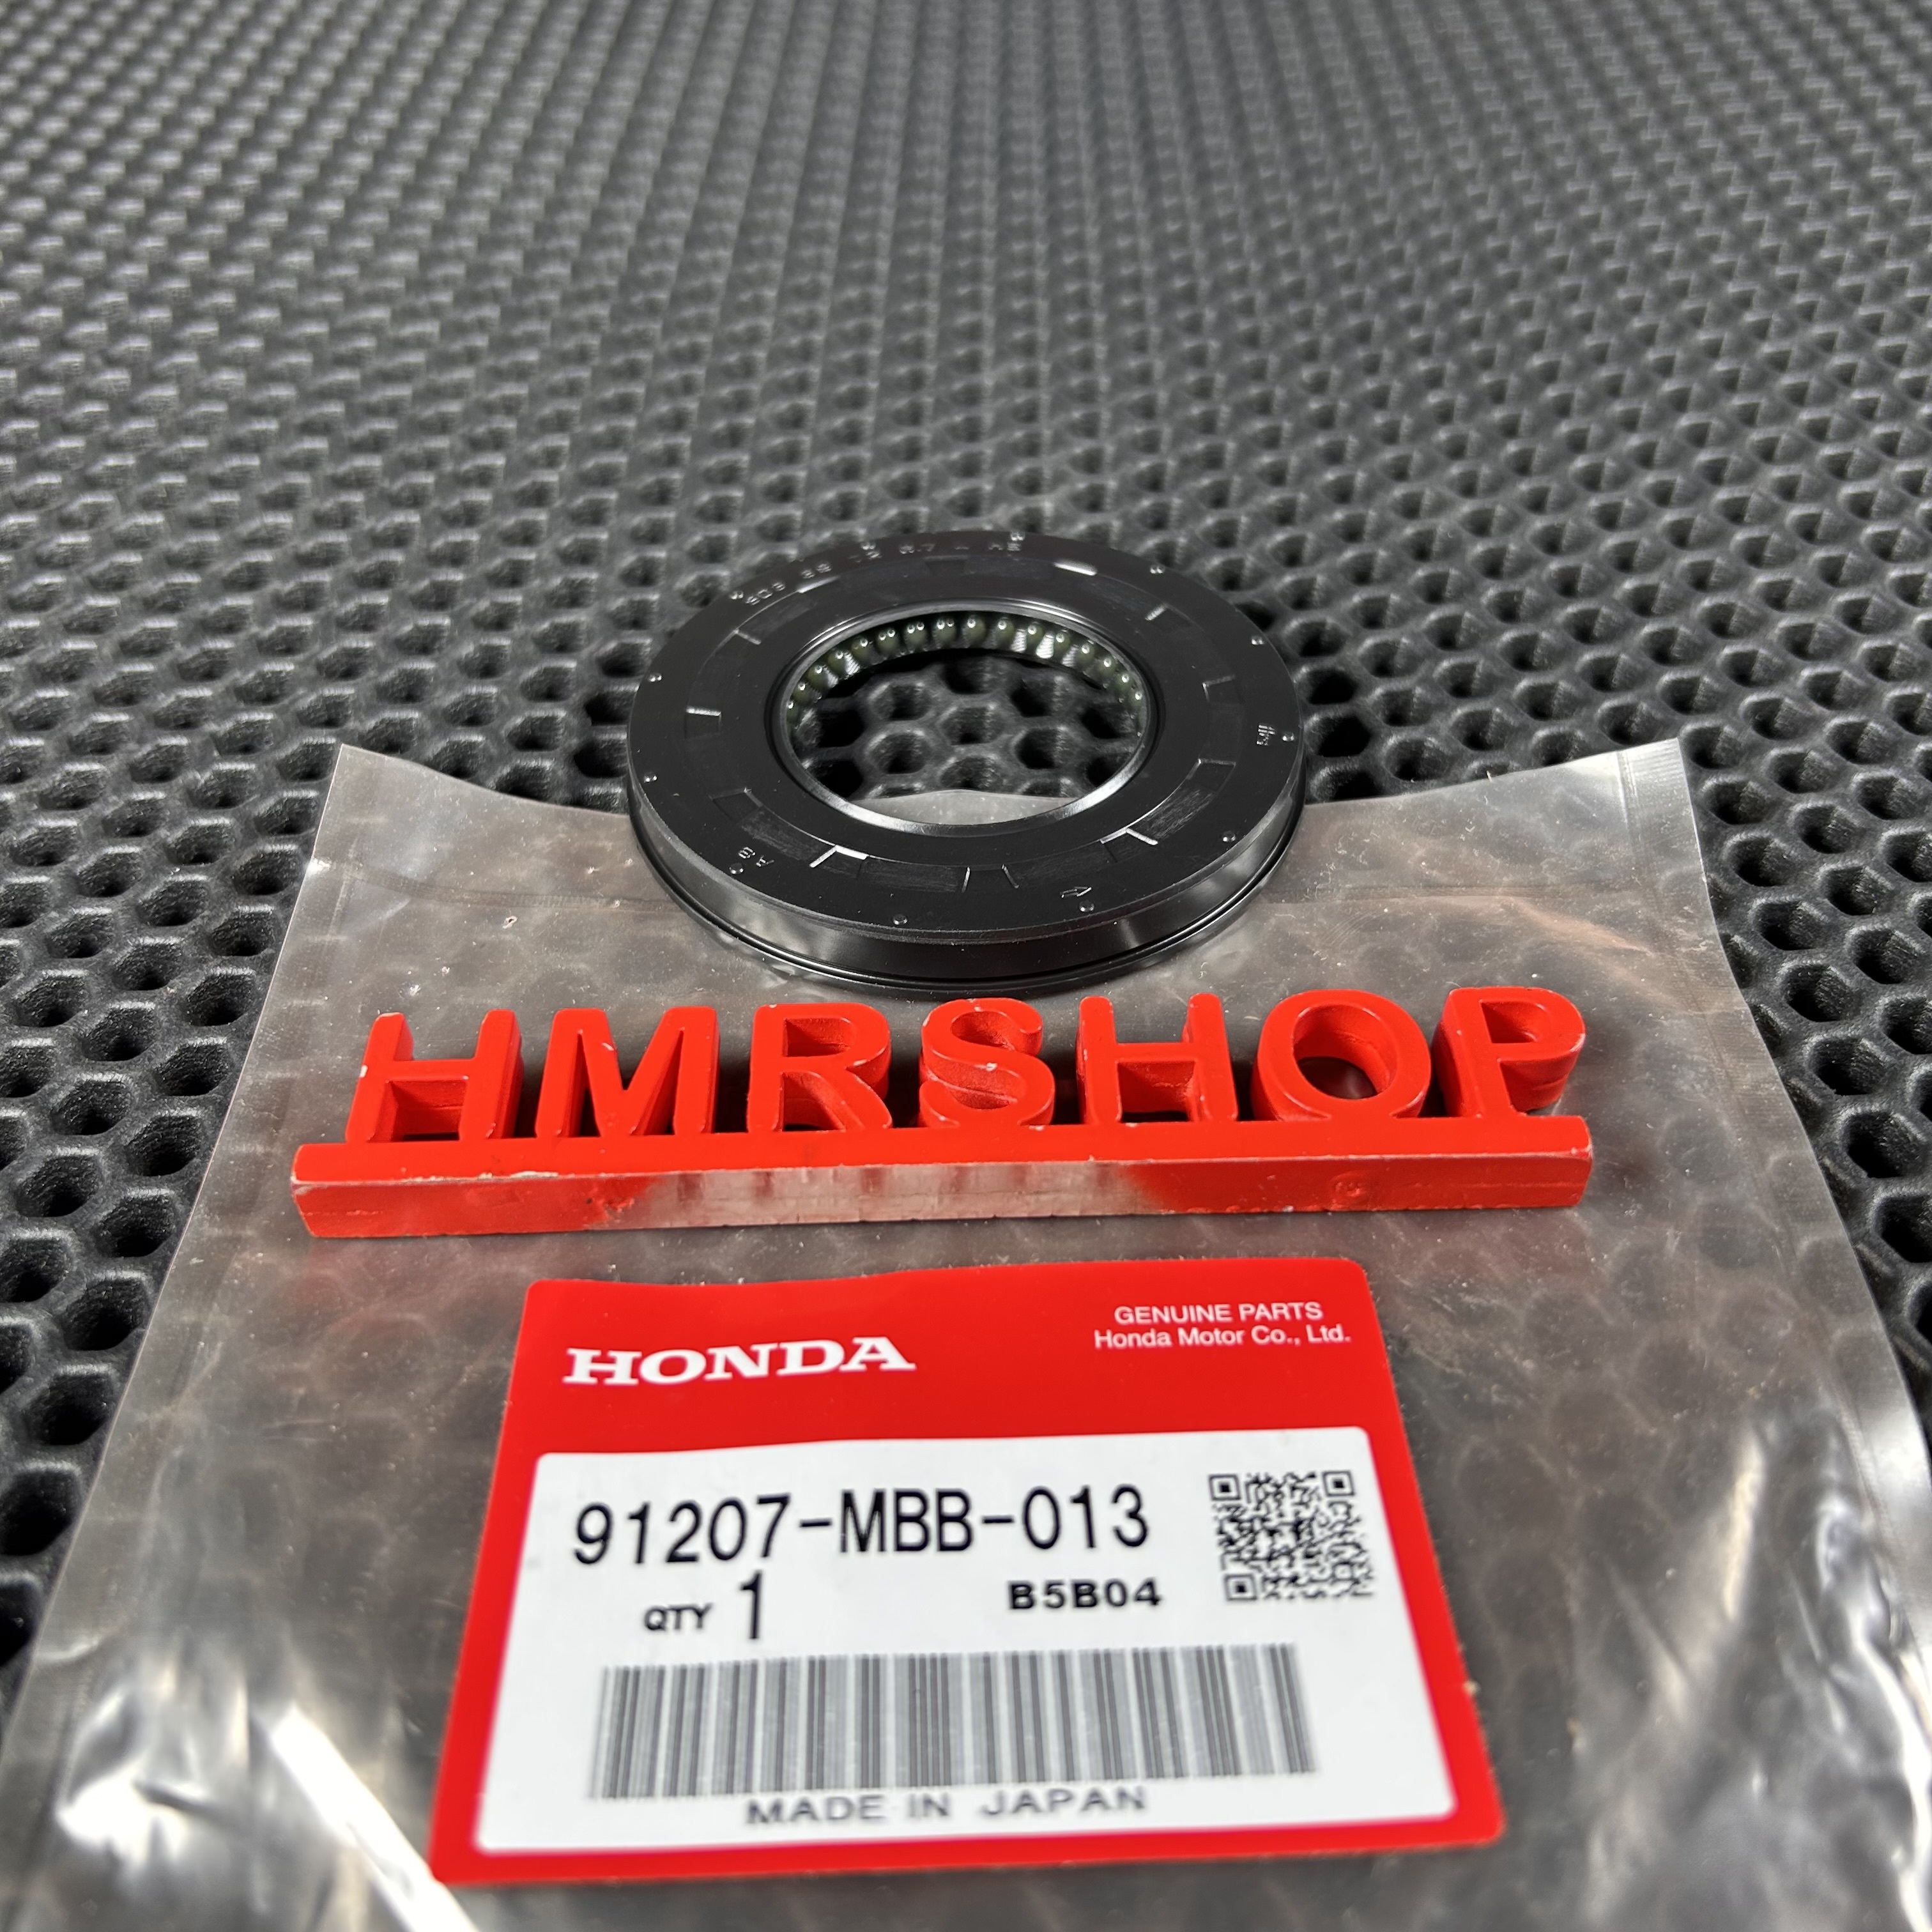 HMRSHOP
HONDA
GENUINE PARTS
Honda Motor Co., Ltd.
91207-MBB-013
QTY 1
B5B04
MADE IN JAPAN